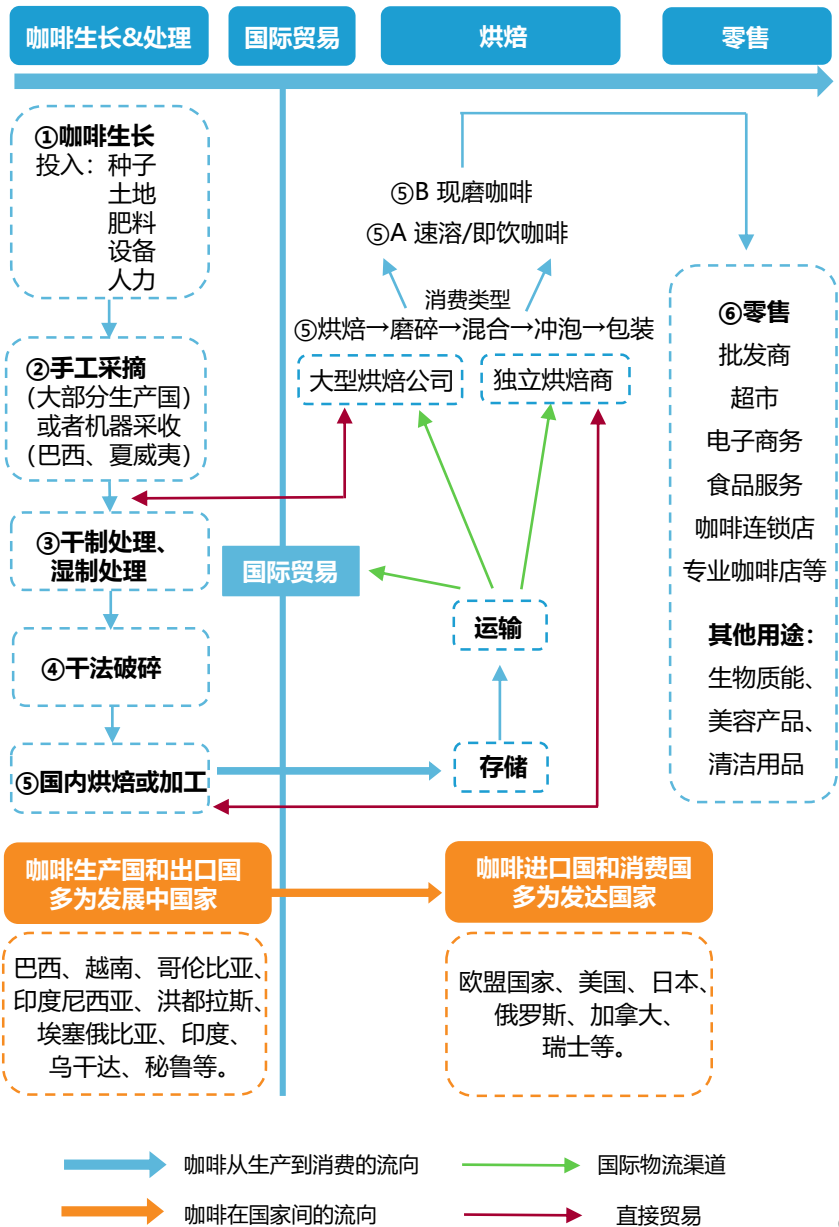 咖啡生长&处理
国际贸易
烘焙
零售
①咖啡生长
投入：种子
土地
肥料
设备
人力
②手工采摘
(大部分生产国)
或者机器采收
(巴西、夏威夷)
③干制处理、
湿制处理
④干法破碎
⑤国内烘焙或加工
国际贸易
⑤B 现磨咖啡
⑤A 速溶/即饮咖啡
消费类型
⑤烘焙→磨碎→混合→冲泡→包装
大型烘焙公司
独立烘焙商
运输
存储
⑥零售
批发商
超市
电子商务
食品服务
咖啡连锁店
专业咖啡店等
其他用途：
生物质能、
美容产品、
清洁用品
咖啡生产国和出口国
多为发展中国家
咖啡进口国和消费国
多为发达国家
巴西、越南、哥伦比亚、
印度尼西亚、洪都拉斯、
埃塞俄比亚、印度、
乌干达、秘鲁等。
欧盟国家、美国、日本、
俄罗斯、加拿大、
瑞士等。
咖啡从生产到消费的流向
国际物流渠道
咖啡在国家间的流向
直接贸易